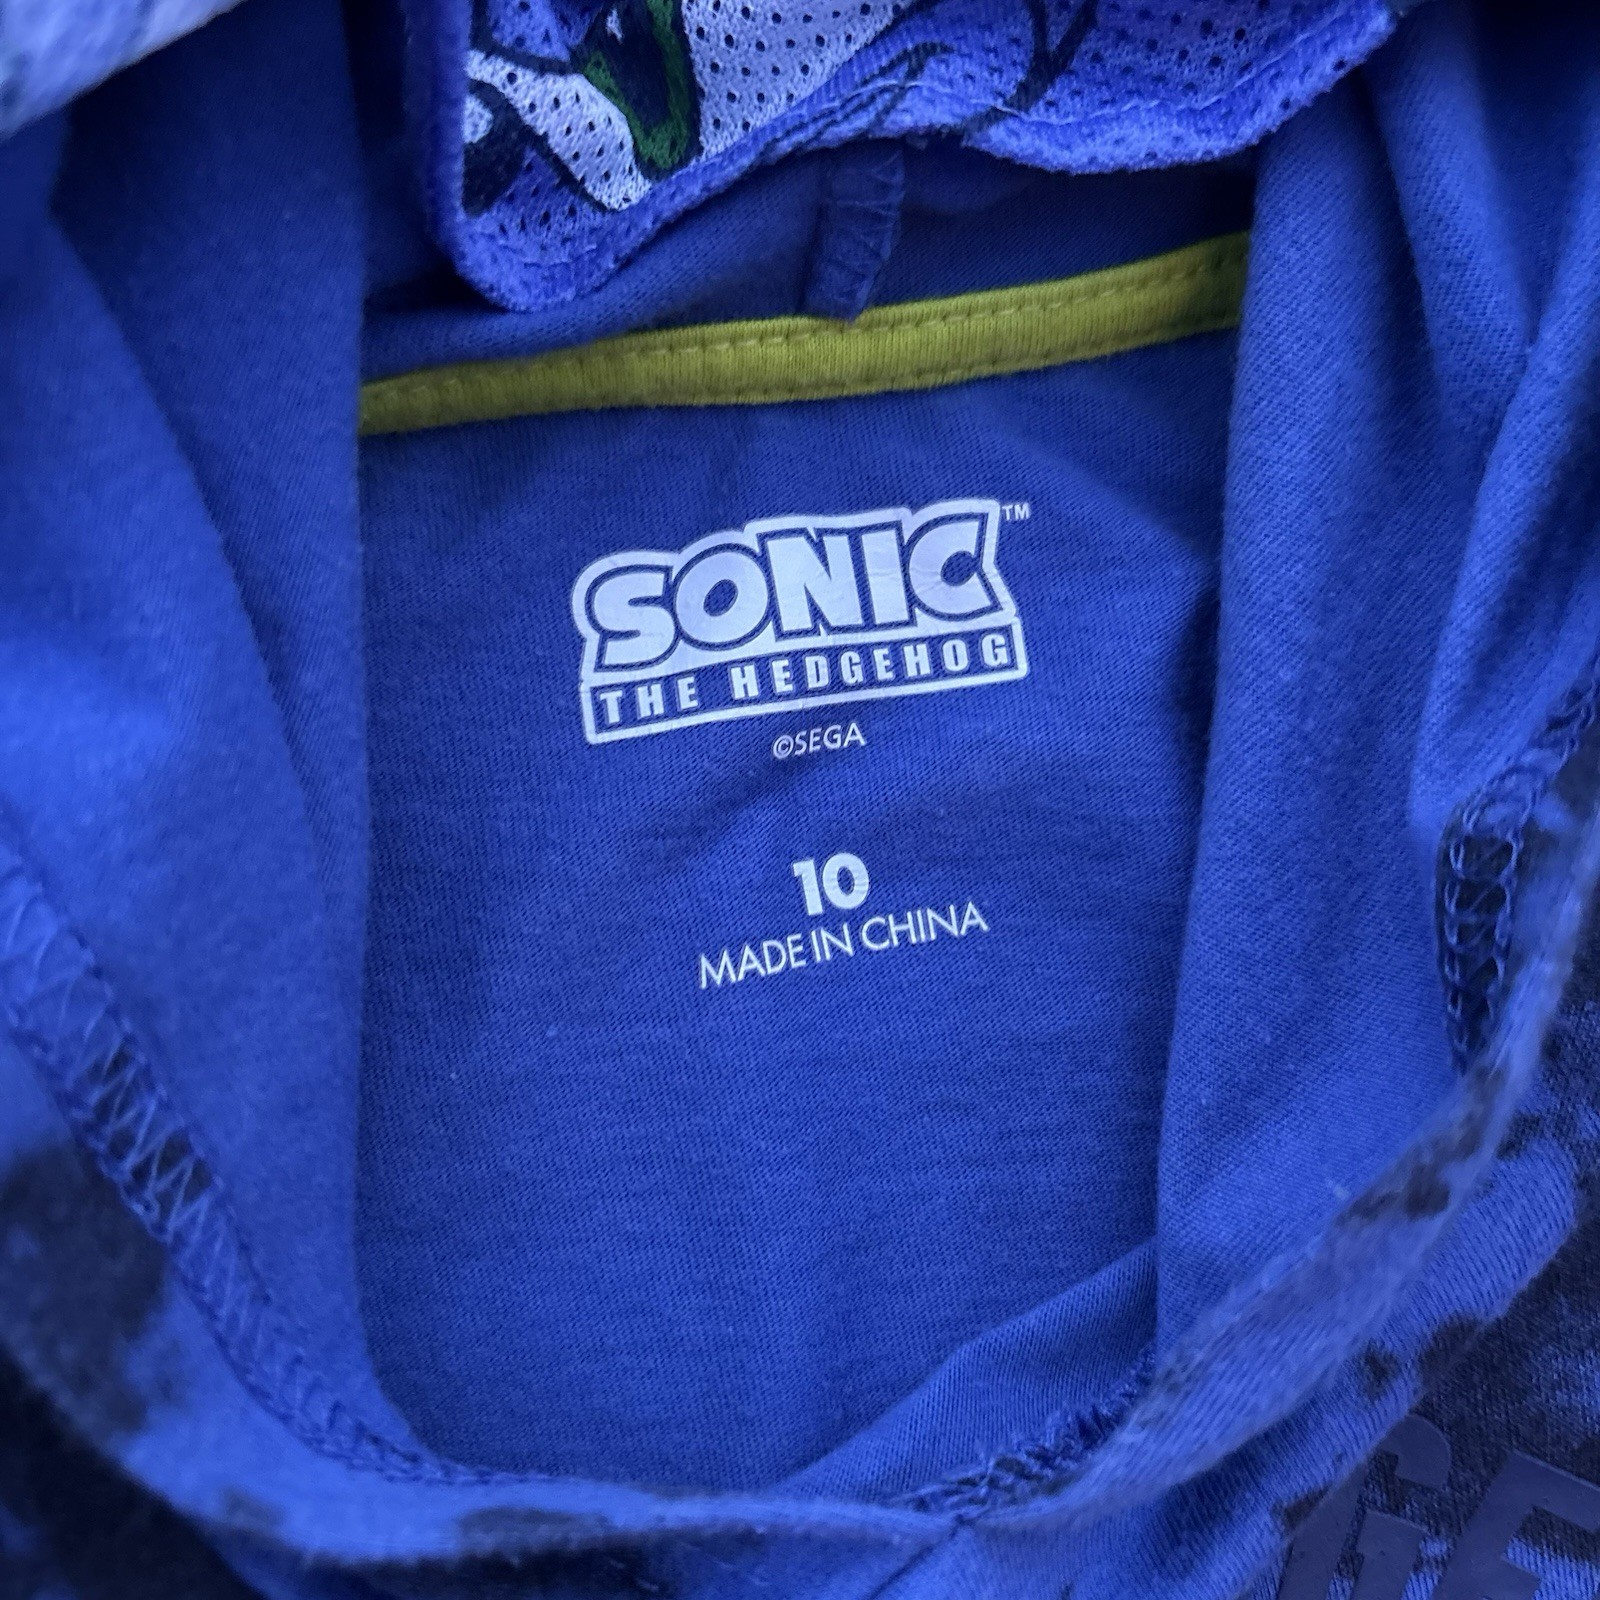 SONIC™
THE HEDGEHOG
©SEGA
10
MADE IN CHINA